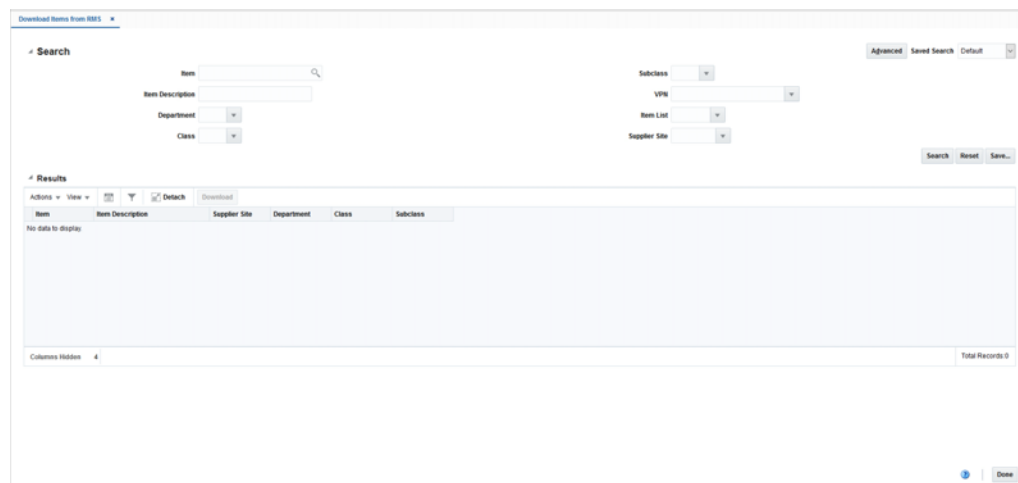 Download Items from RMS
Search
Advanced Saved Search Default
Item
Subclass
Item Description
VPN
Department
Item List
Class
Supplier Site
Search Reset Save...
Results
Actions View Detach Download
Item Item Description Supplier Site Department Class Subclass
No data to display.
Columns Hidden 4
Total Records:0
Done